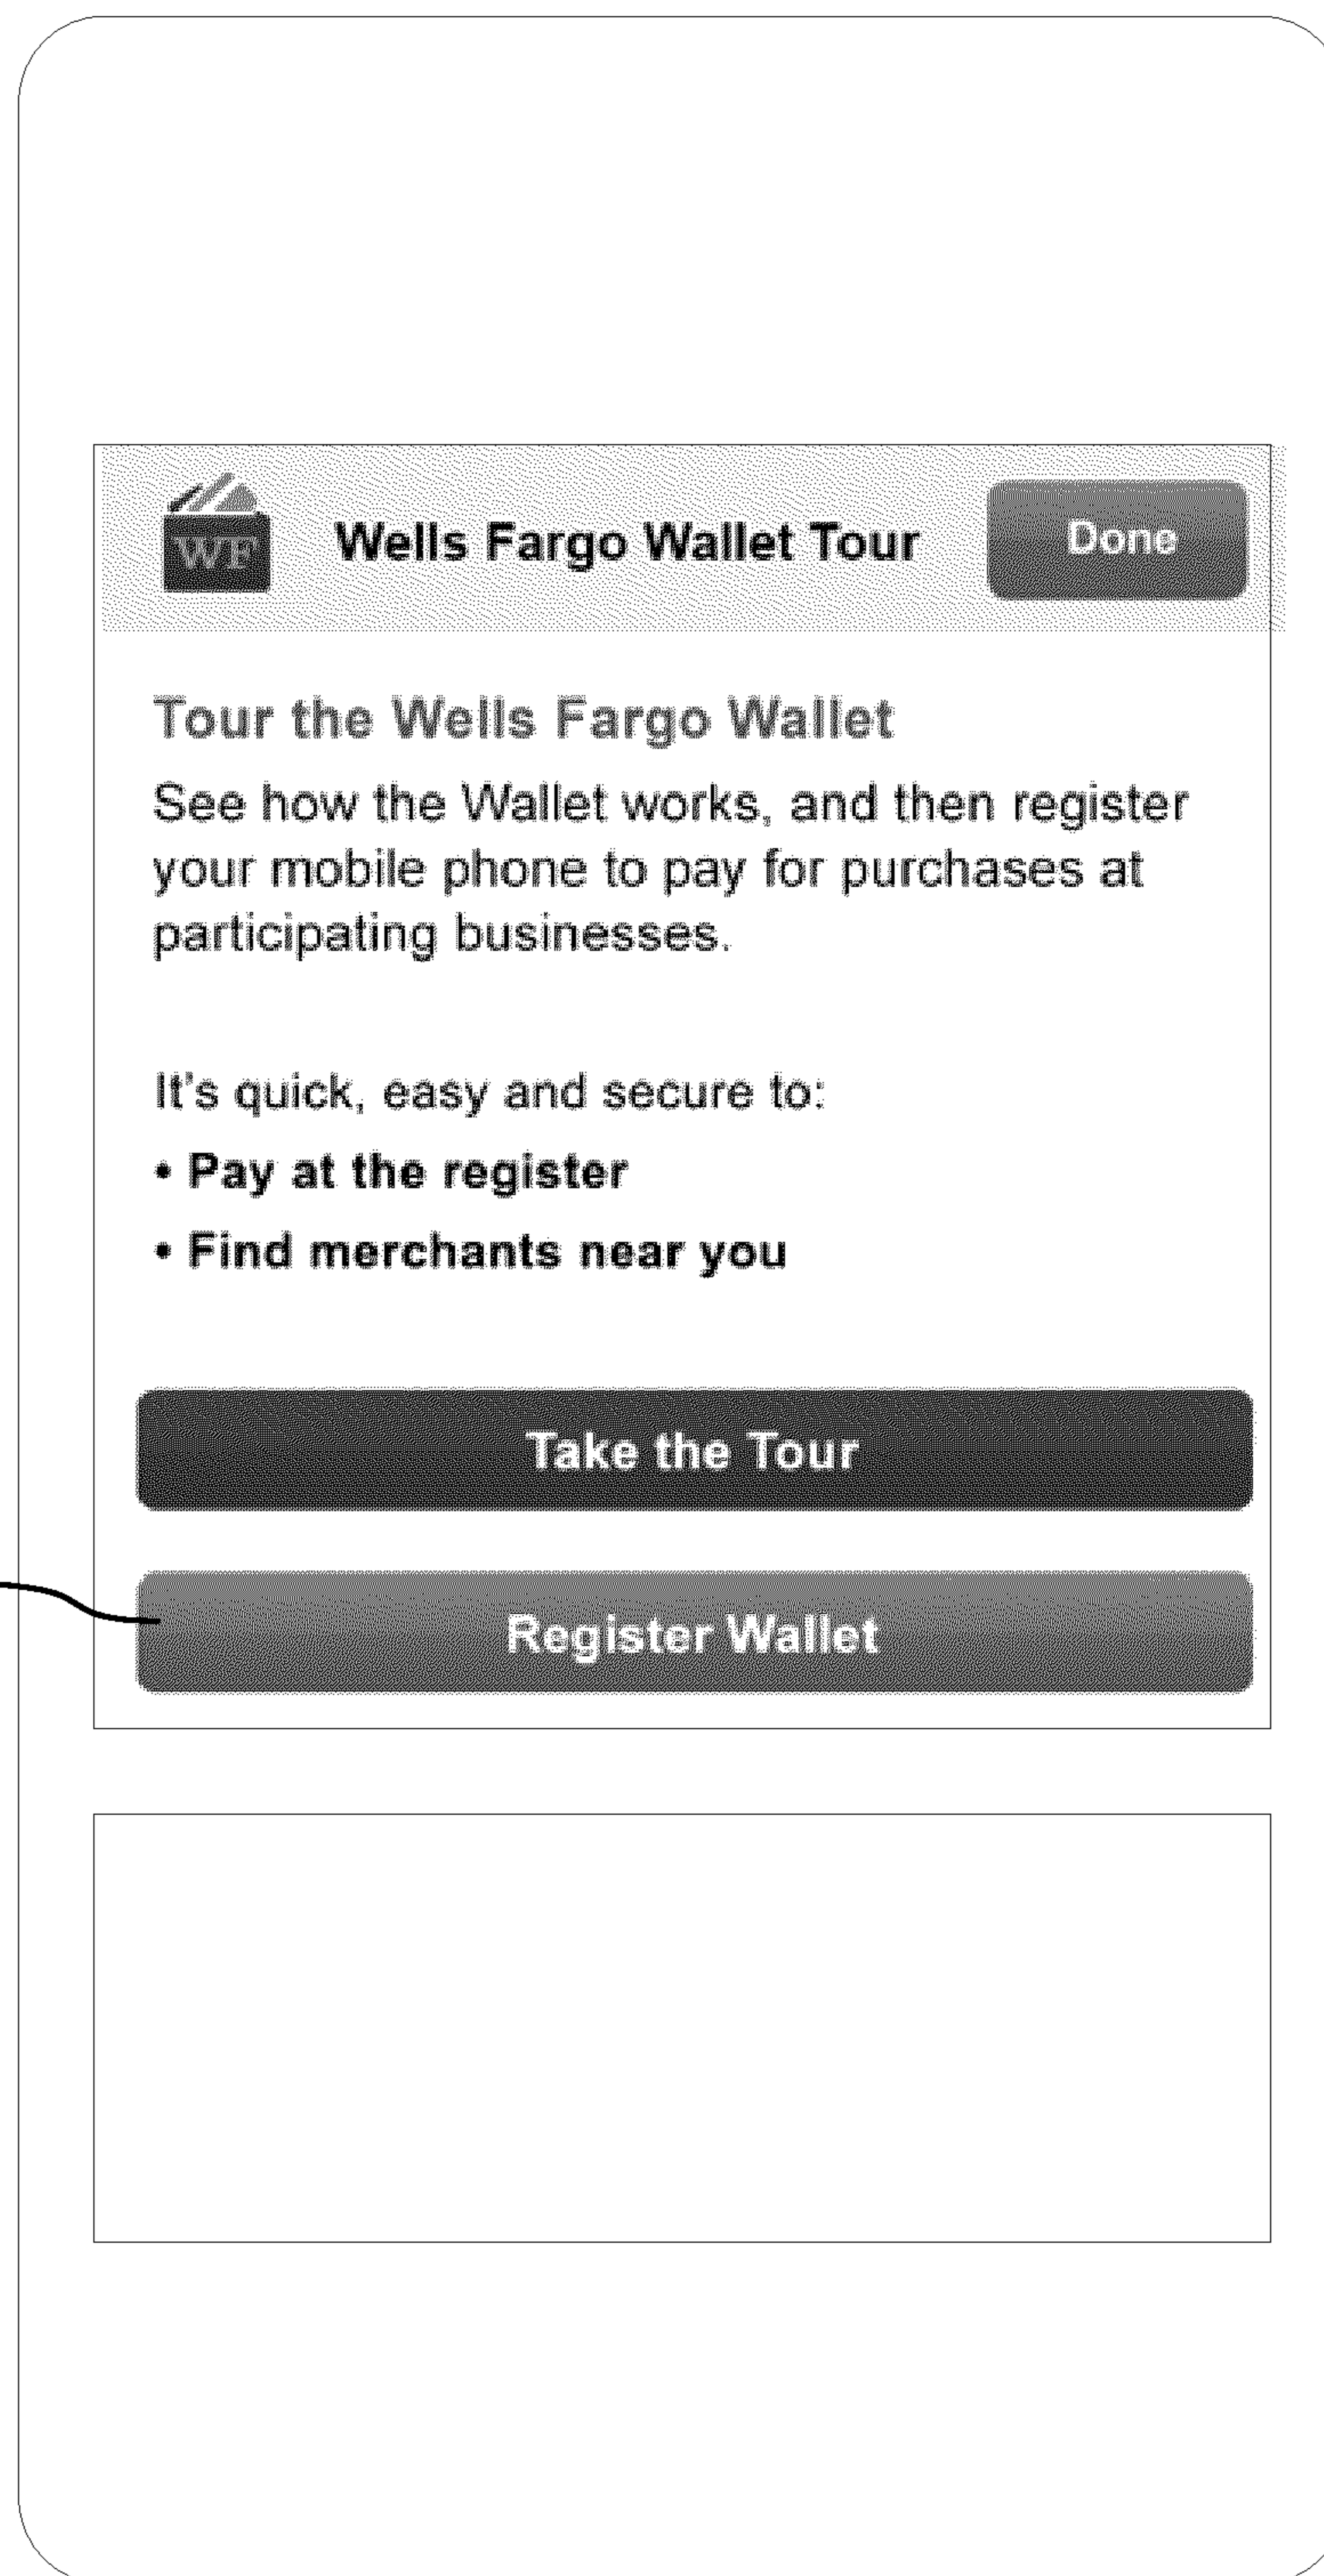 WF
Wells Fargo Wallet Tour
Done
Tour the Wells Fargo Wallet
See how the Wallet works, and then register
your mobile phone to pay for purchases at
participating businesses.
It's quick, easy and secure to:
• Pay at the register
• Find merchants near you
Take the Tour
Register Wallet